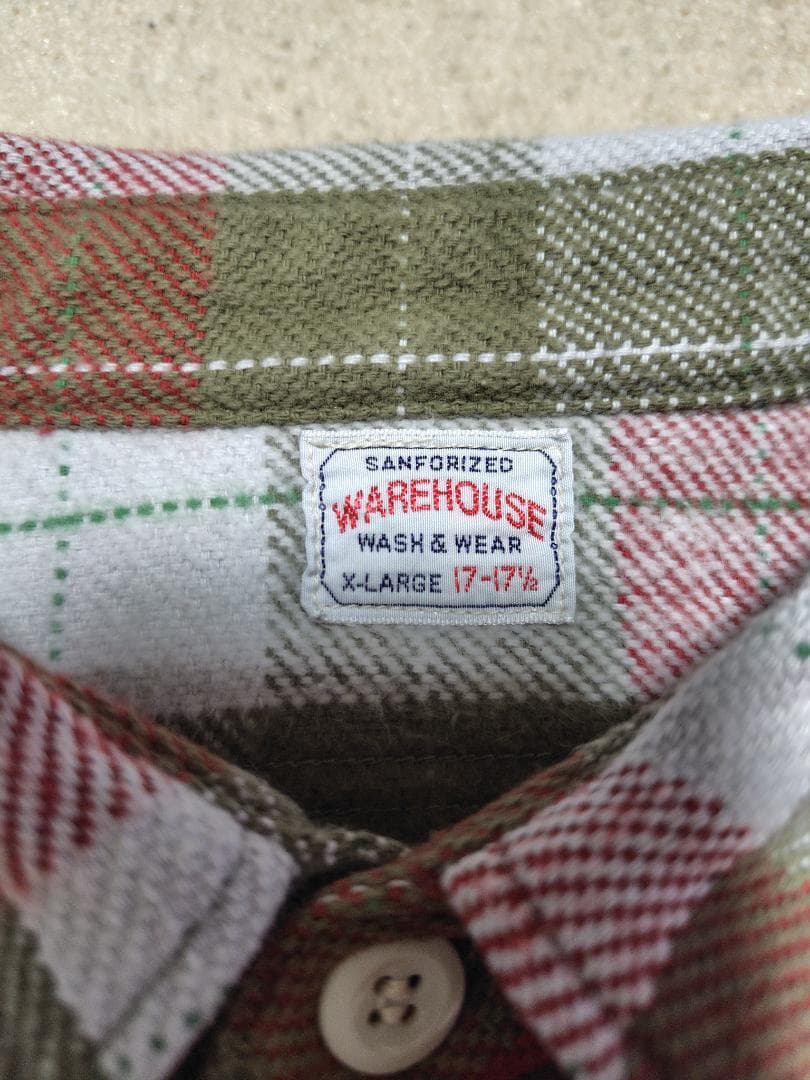 SANFORIZED
WAREHOUSE
WASH & WEAR
X-LARGE 17-17½